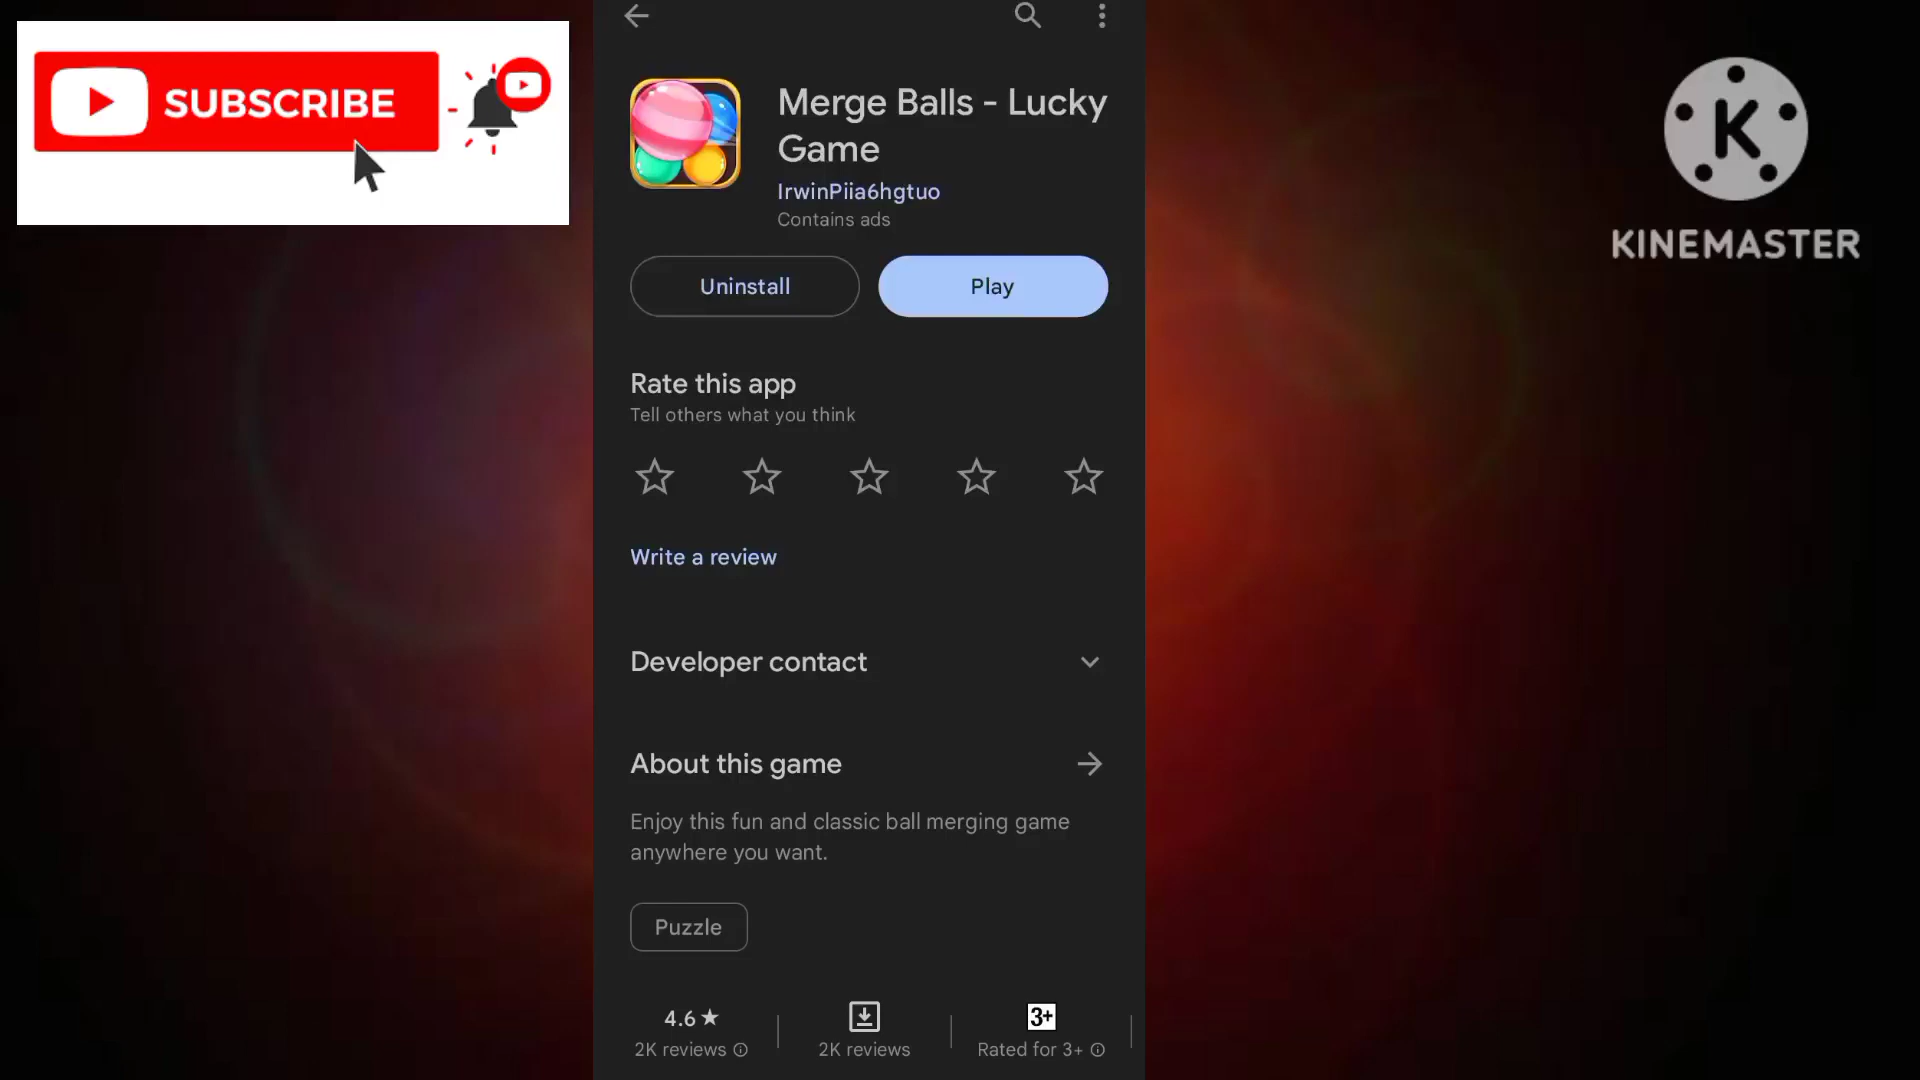 SUBSCRIBE
Merge Balls - Lucky
Game
IrwinPiia6hgtuo
Contains ads
Uninstall
Play
Rate this app
Tell others what you think
Write a review
Developer contact
About this game
Enjoy this fun and classic ball merging game
anywhere you want.
Puzzle
4.6★
2K reviews
2K reviews
3+
Rated for 3+
K
KINEMASTER